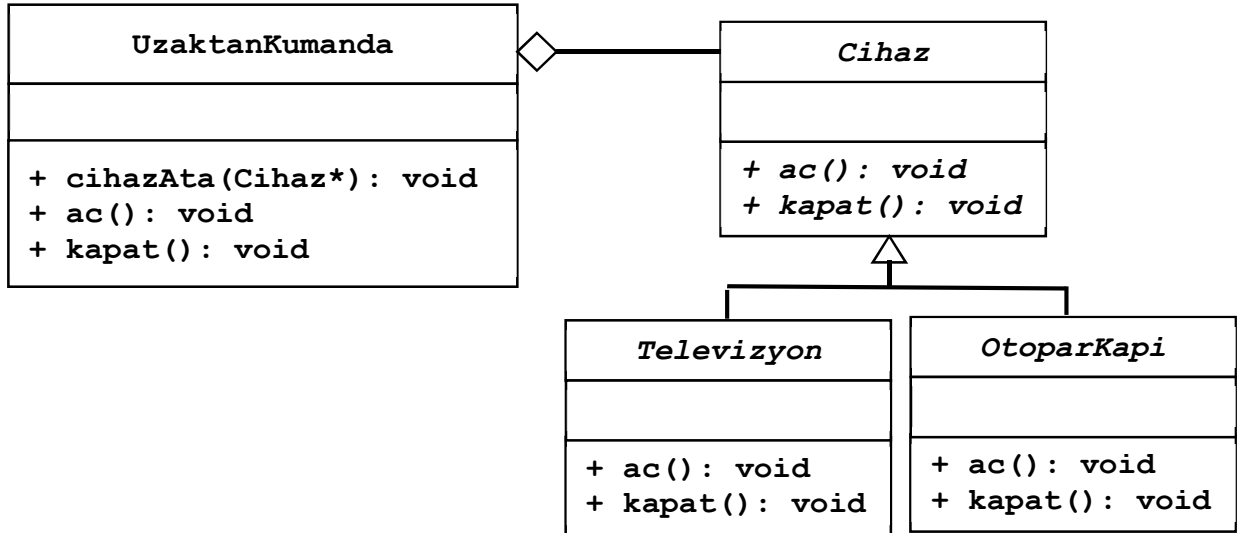 UzaktanKumanda
+ cihazAta(Cihaz*): void
+ ac(): void
+ kapat(): void
Cihaz
+ ac(): void
+ kapat(): void
Televizyon
+ ac(): void
+ kapat(): void
OtoparKapi
+ ac(): void
+ kapat(): void